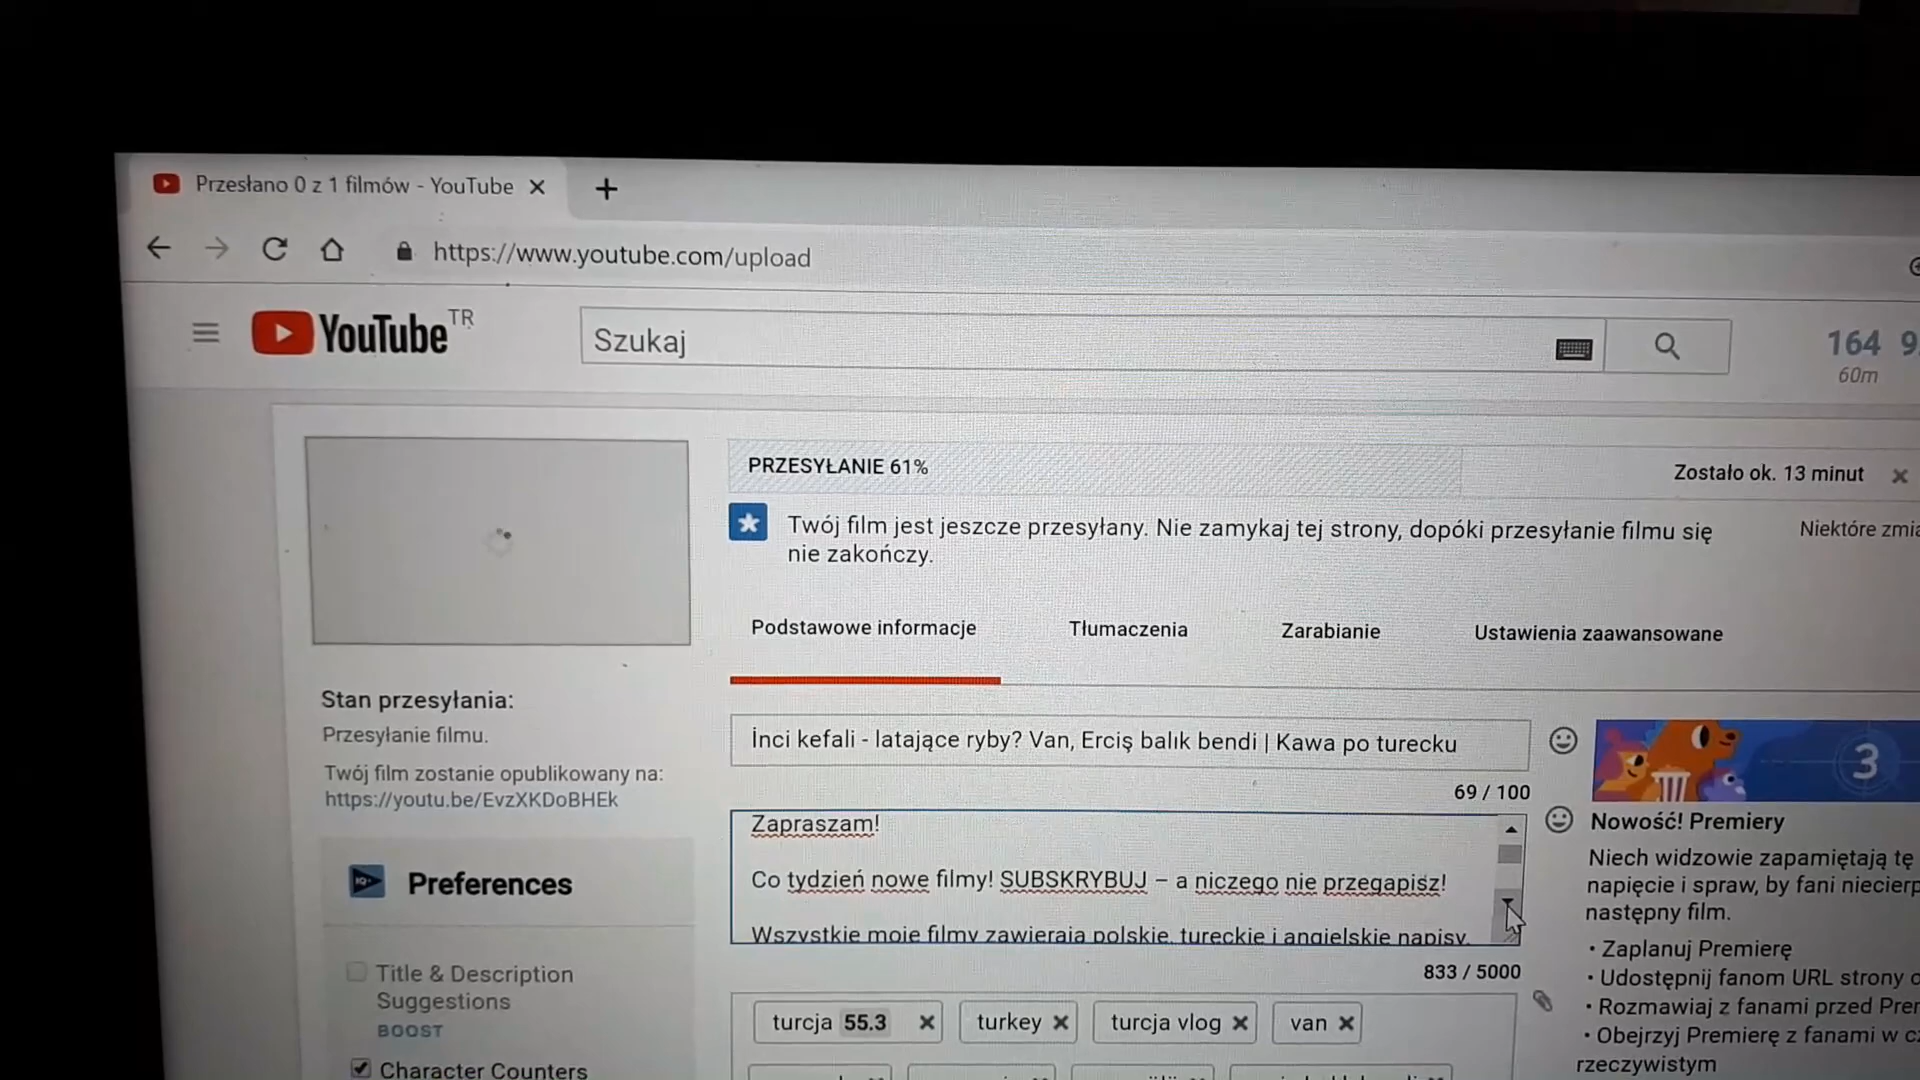 Przesłano 0 z 1 filmów - YouTube
https://www.youtube.com/upload
YouTube TR
Szukaj
164 9
60m
PRZESYŁANIE 61%
Zostało ok. 13 minut
Twój film jest jeszcze przesyłany. Nie zamykaj tej strony, dopóki przesyłanie filmu się
nie zakończy.
Niektóre zmia
Podstawowe informacje
Tłumaczenia
Zarabianie
Ustawienia zaawansowane
Stan przesyłania:
Przesyłanie filmu.
Twój film zostanie opublikowany na:
https://youtu.be/EvzXKDoBHEk
İnci kefali - latające ryby? Van, Erciş balık bendi | Kawa po turecku
69 / 100
Zapraszam!
Co tydzień nowe filmy! SUBSKRYBUJ – a niczego nie przegapisz!
Wszystkie moje filmy zawierają polskie, tureckie i angielskie napisy.
833 / 5000
turcja 55.3
turkey
turcja vlog
van
Preferences
Title & Description
Suggestions
BOOST
Character Counters
3
Nowość! Premiery
Niech widzowie zapamiętają tę
napięcie i spraw, by fani niecierp
następny film.
• Zaplanuj Premierę
• Udostępnij fanom URL strony o
• Rozmawiaj z fanami przed Prem
• Obejrzyj Premierę z fanami w cz
rzeczywistym